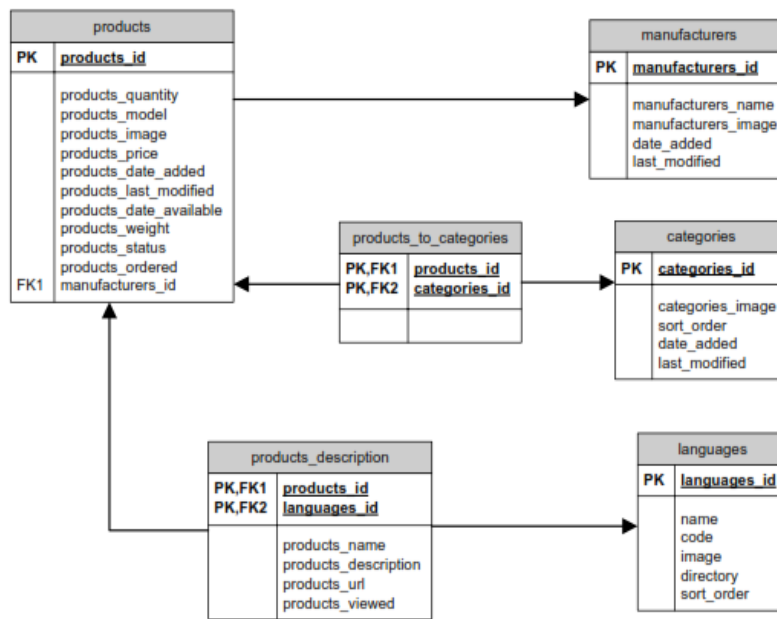 products
PK products_id
products_quantity
products_model
products_image
products_price
products_date_added
products_last_modified
products_date_available
products_weight
products_status
products_ordered
FK1 manufacturers_id
manufacturers
PK manufacturers_id
manufacturers_name
manufacturers_image
date_added
last_modified
products_to_categories
PK,FK1 products_id
PK,FK2 categories_id
categories
PK categories_id
categories_image
sort_order
date_added
last_modified
products_description
PK,FK1 products_id
PK,FK2 languages_id
products_name
products_description
products_url
products_viewed
languages
PK languages_id
name
code
image
directory
sort_order